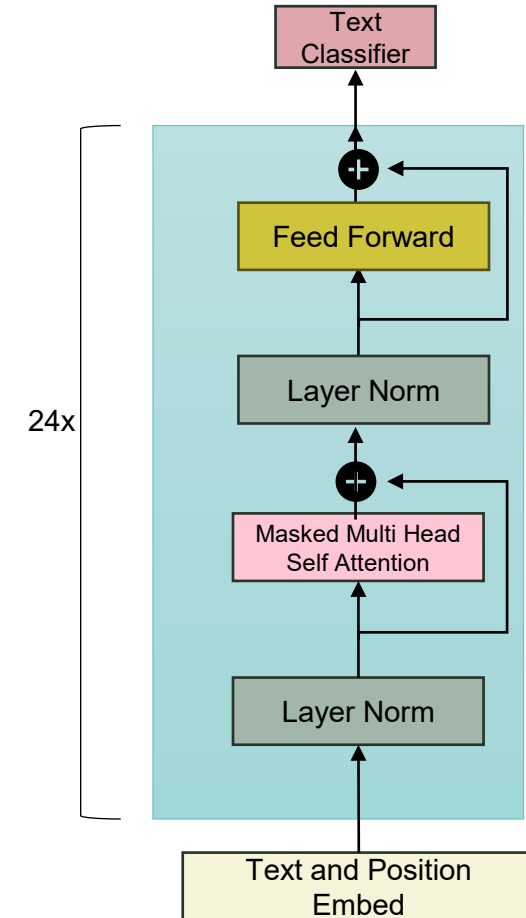 Text
Classifier
Feed Forward
Layer Norm
24x
Masked Multi Head
Self Attention
Layer Norm
Text and Position
Embed